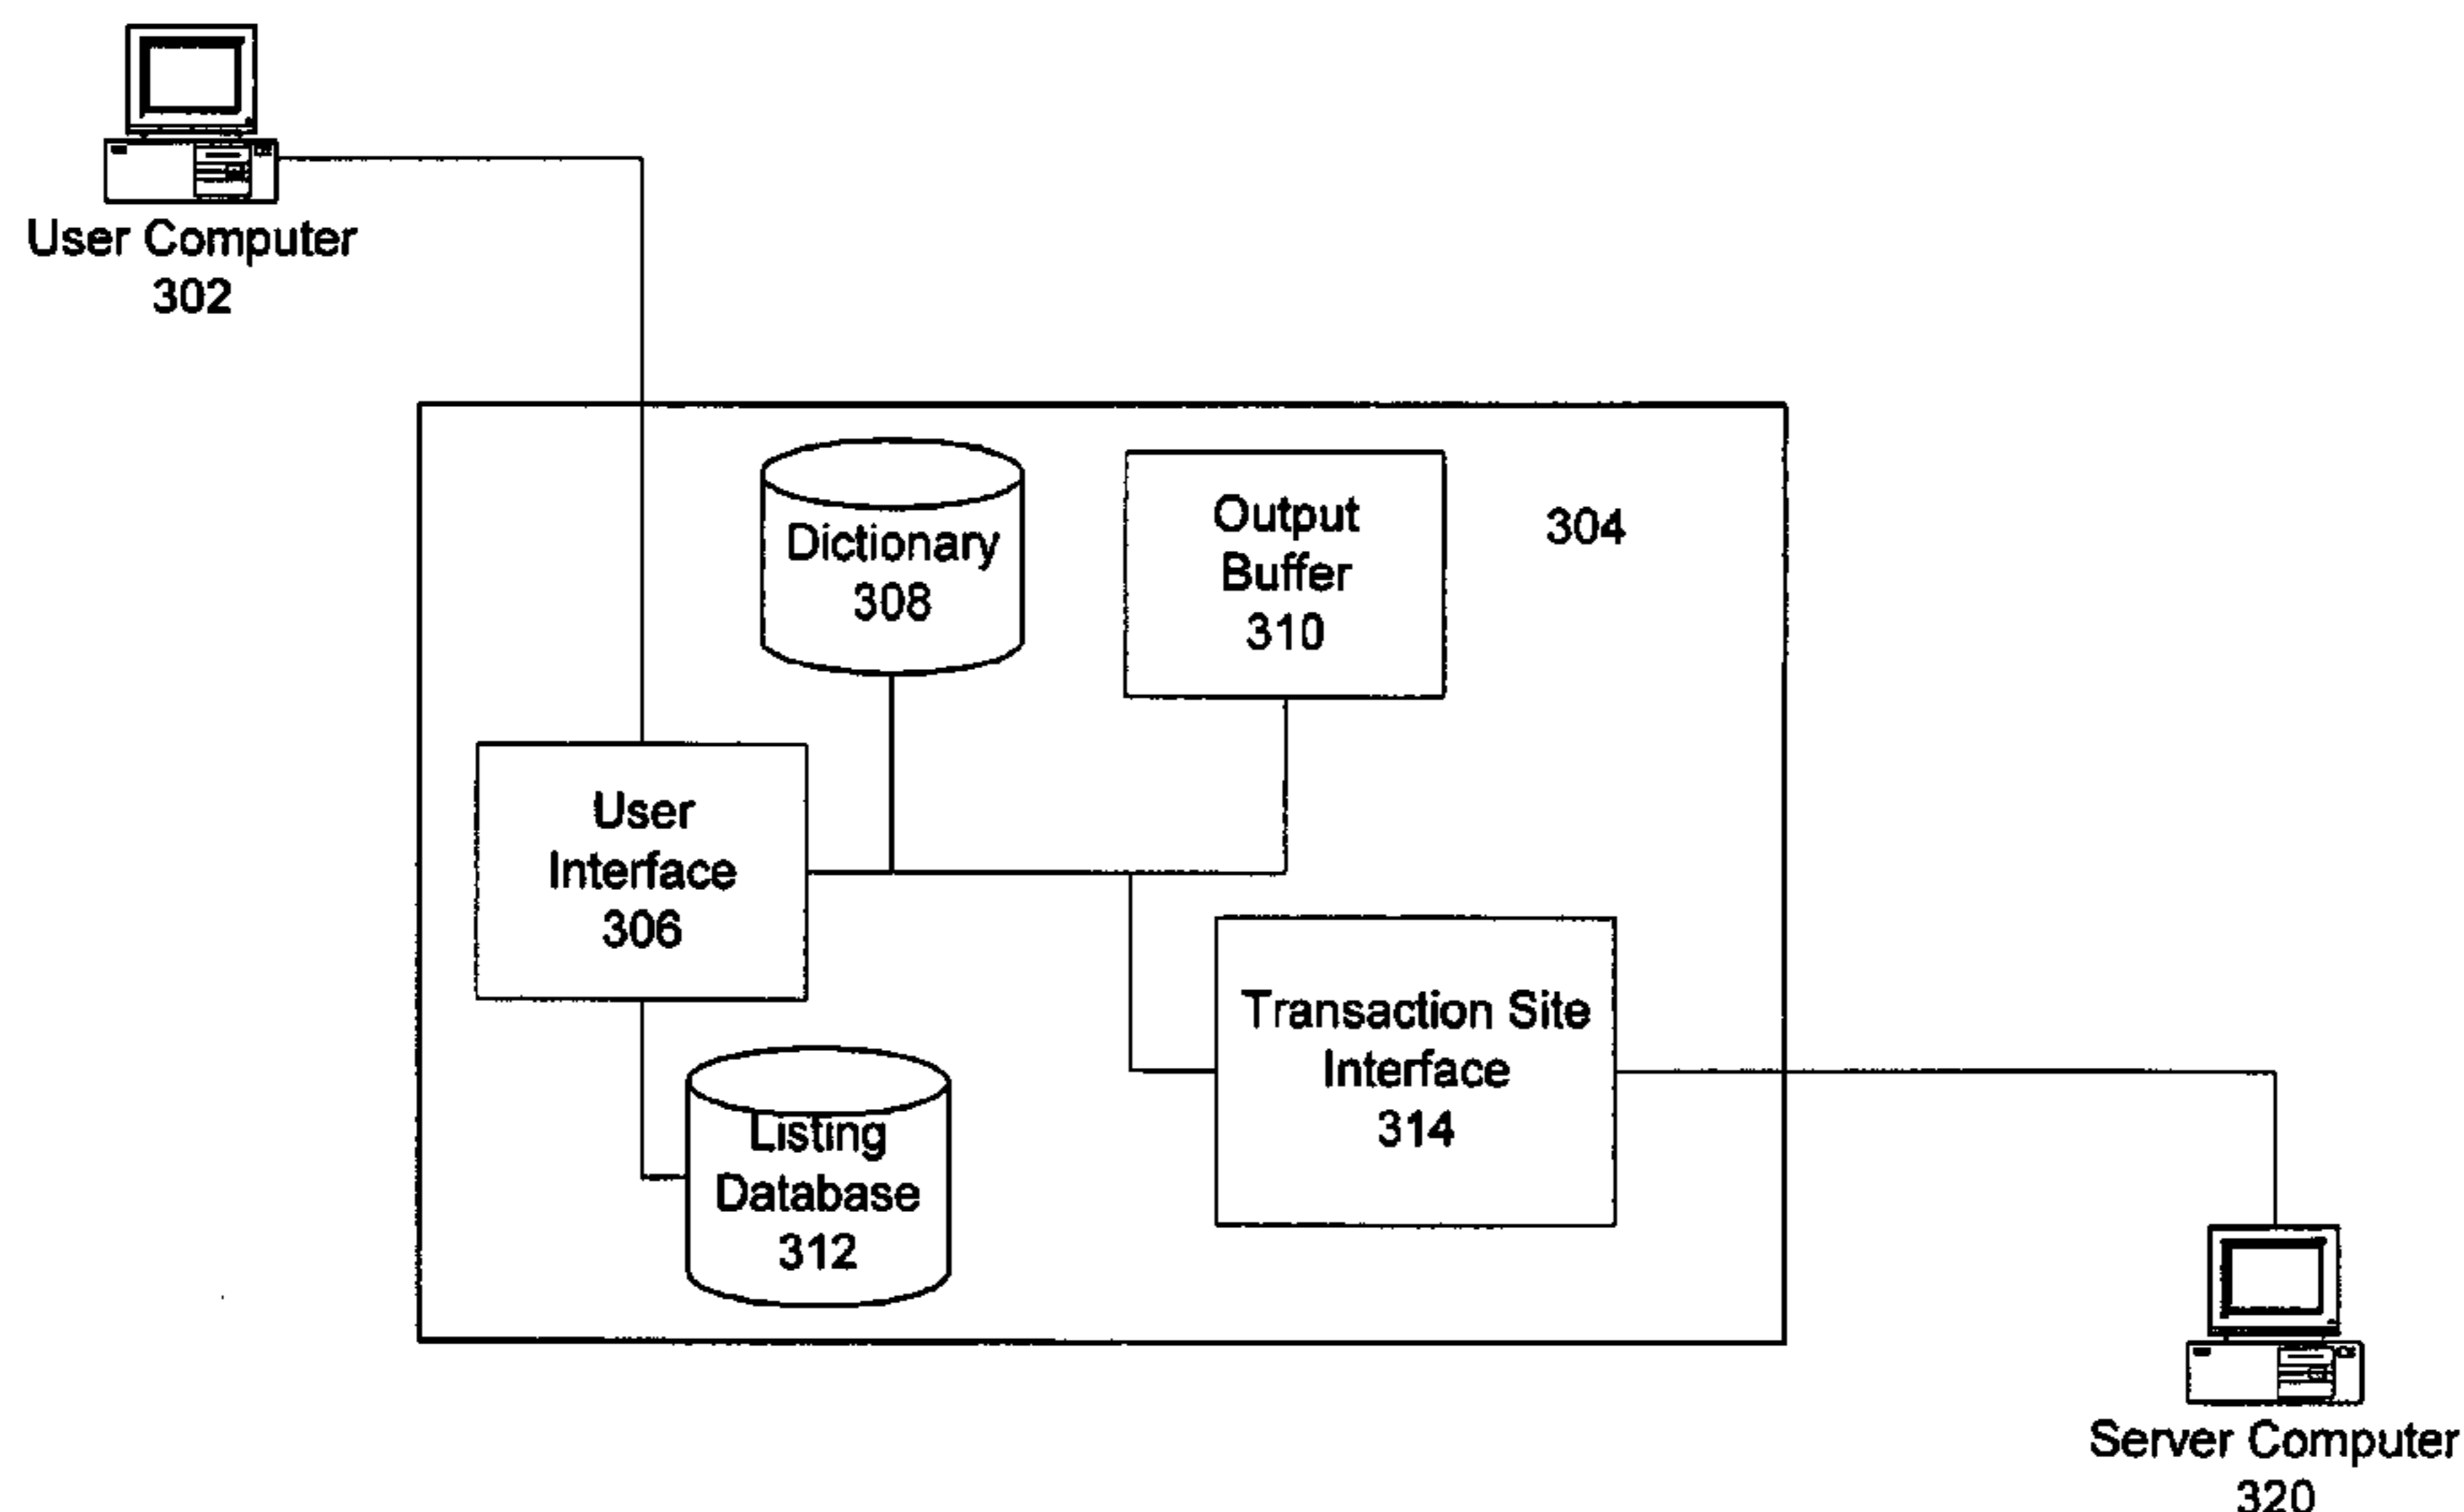 User Computer
302
Dictionary
308
Output
Buffer
310
304
User
Interface
306
Transaction Site
Interface
314
Listing
Database
312
Server Computer
320